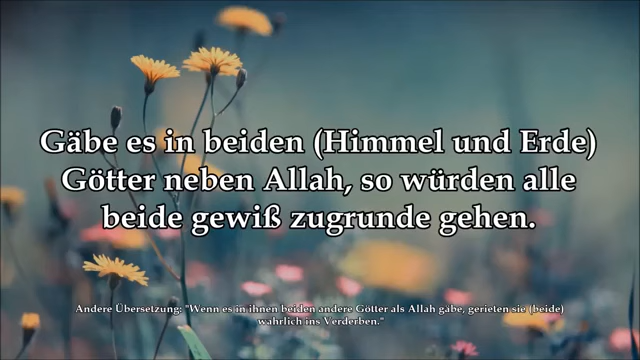 Gäbe es in beiden (Himmel und Erde)
Götter neben Allah, so würden alle
beide gewiß zugrunde gehen.
Andere Übersetzung: "Wenn es in ihnen beiden andere Götter als Allah gäbe, gerieten sie (beide)
wahrlich ins Verderben."